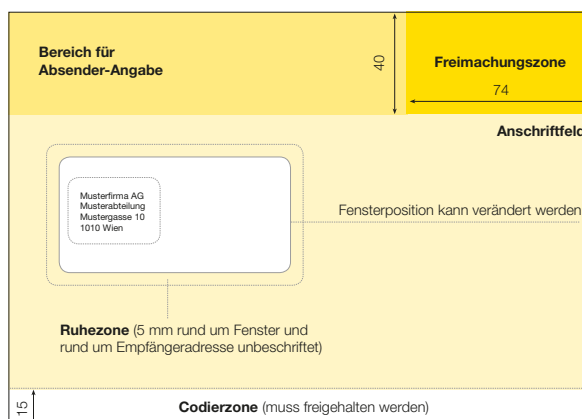 Bereich für
Absender-Angabe
40
Freimachungszone
74
Anschriftfeld
Musterfirma AG
Musterabteilung
Mustergasse 10
1010 Wien
Fensterposition kann verändert werden
Ruhezone (5 mm rund um Fenster und
rund um Empfängeradresse unbeschriftet)
15
Codierzone (muss freigehalten werden)